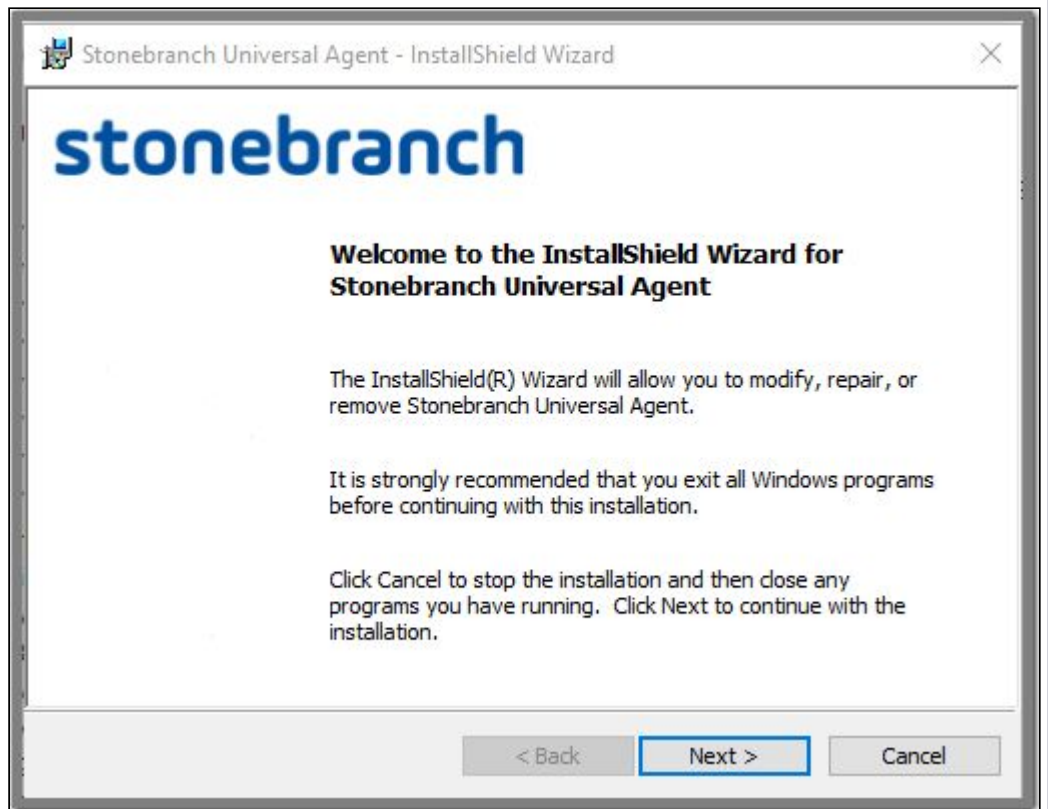 Stonebranch Universal Agent - InstallShield Wizard
stonebranch
Welcome to the InstallShield Wizard for
Stonebranch Universal Agent
The InstallShield(R) Wizard will allow you to modify, repair, or
remove Stonebranch Universal Agent.
It is strongly recommended that you exit all Windows programs
before continuing with this installation.
Click Cancel to stop the installation and then close any
programs you have running.  Click Next to continue with the
installation.
< Back Next > Cancel